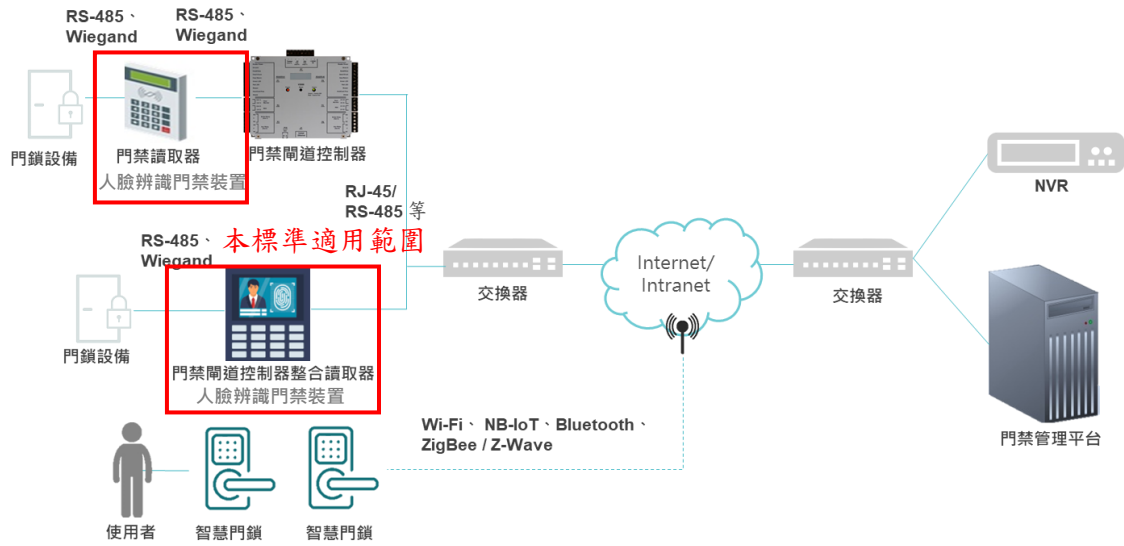 RS-485、
Wiegand
RS-485、
Wiegand
門鎖設備
門禁讀取器
人臉辨識門禁裝置
門禁閘道控制器
RJ-45/
RS-485 等
RS-485、
Wiegand
本標準適用範圍
門鎖設備
門禁閘道控制器整合讀取器
人臉辨識門禁裝置
交換器
Internet/
Intranet
交換器
NVR
門禁管理平台
Wi-Fi、 NB-IoT、Bluetooth、
ZigBee / Z-Wave
使用者
智慧門鎖
智慧門鎖